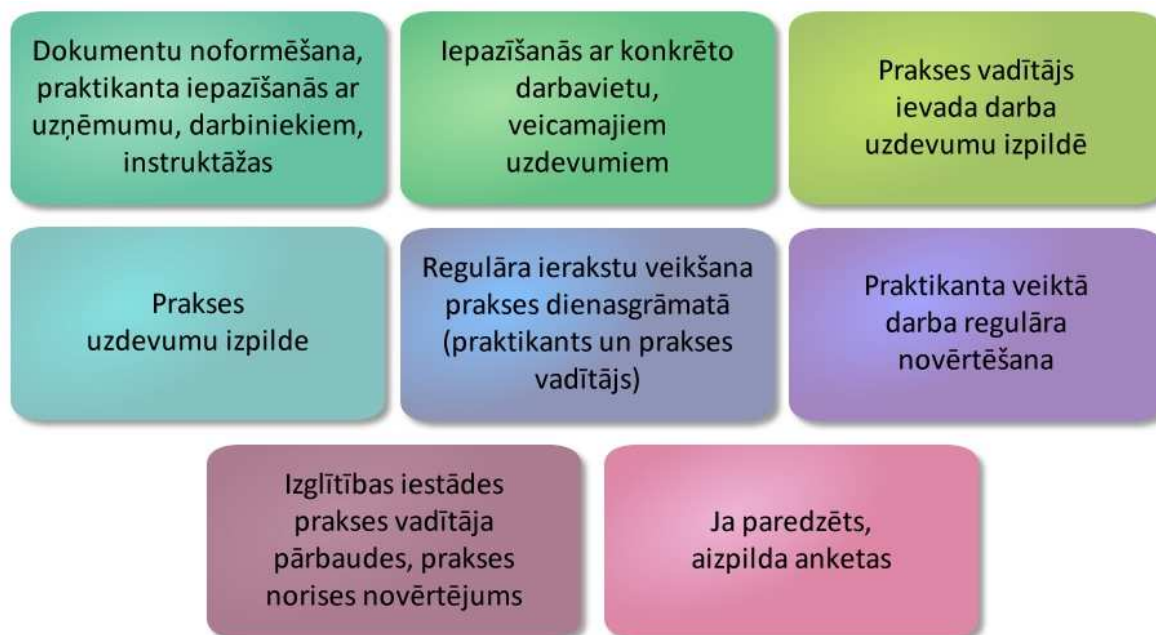 Dokumentu noformēšana,
praktikanta iepazīšanās ar
uzņēmumu, darbiniekiem,
instruktāžas
Iepazīšanās ar konkrēto
darbavietu,
veicamajiem
uzdevumiem
Prakses vadītājs
ievada darba
uzdevumu izpildē
Prakses
uzdevumu izpilde
Regulāra ierakstu veikšana
prakses dienasgrāmatā
(praktikants un prakses
vadītājs)
Praktikanta veiktā
darba regulāra
novērtēšana
Izglītības iestādes
prakses vadītāja
pārbaudes, prakses
norises novērtējums
Ja paredzēts,
aizpilda anketas